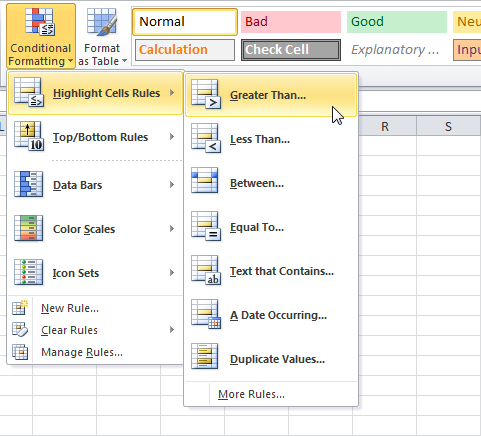 Conditional
Formatting
Format
as Table
Normal
Bad
Good
Calculation
Check Cell
Explanatory ...
Highlight Cells Rules
Top/Bottom Rules
Data Bars
Color Scales
Icon Sets
New Rule...
Clear Rules
Manage Rules...
Greater Than...
Less Than...
Between...
Equal To...
Text that Contains...
A Date Occurring...
Duplicate Values...
More Rules...
R
S